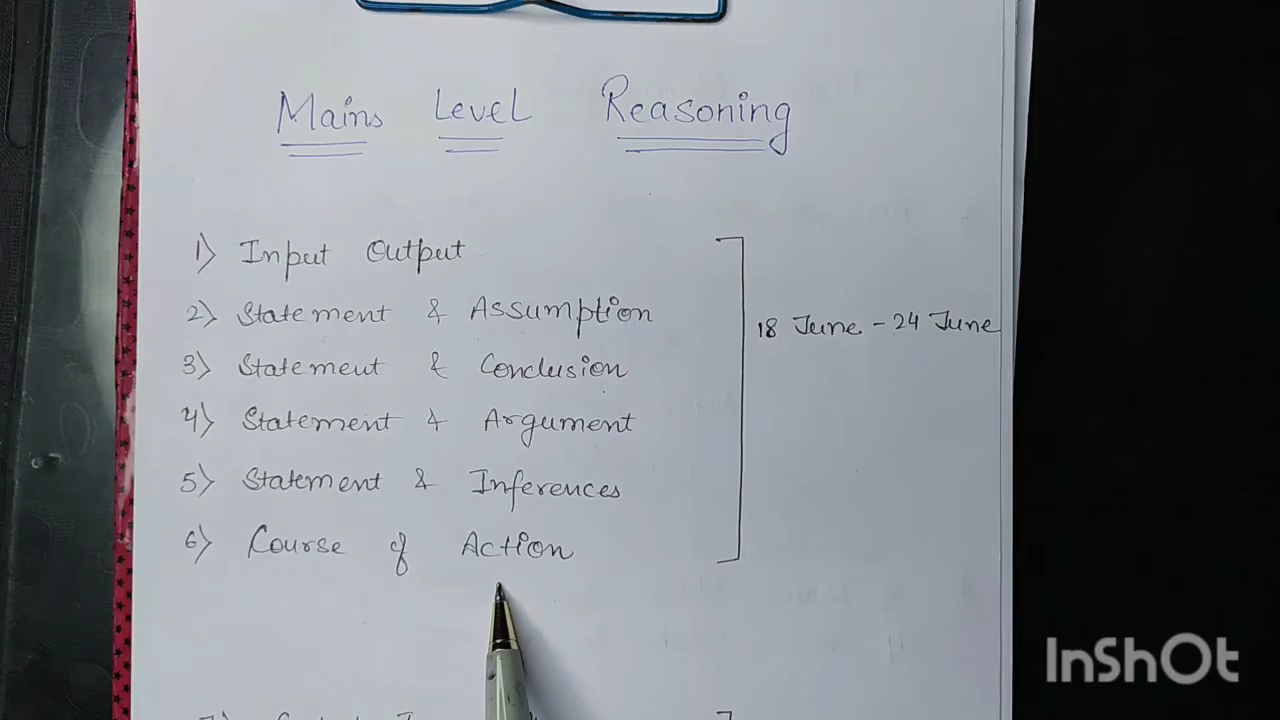 Mains Level Reasoning
1) Input Output
2) Statement & Assumption
3) Statement & Conclusion
18 June - 24 June
4) Statement & Argument
5) Statement & Inferences
6) Course of Action
InShOt